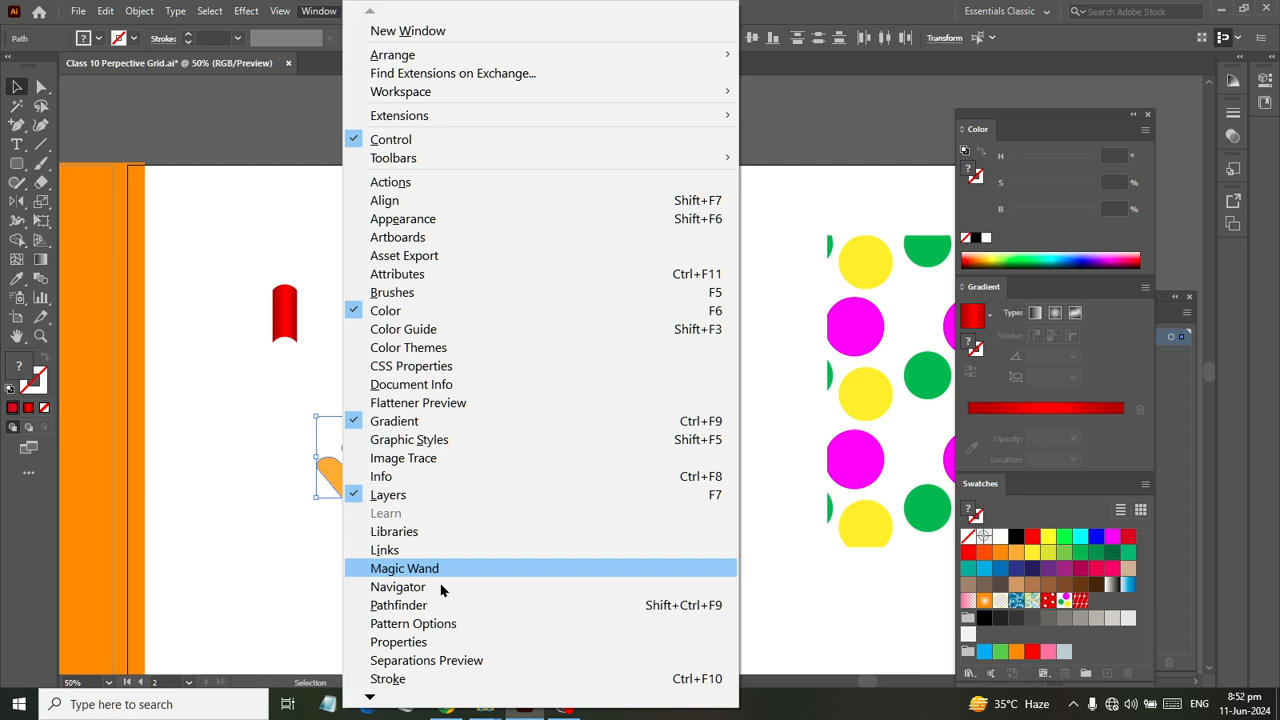 Ai
File
Edit
Object
Type
Select
Effect
View
Window
Essentials Classic
Search Adobe Stock
Path
Stroke:
Transform
Class 10 Perpective Grid.ai* @ 50% (RGB/Preview)
New Window
Arrange
Find Extensions on Exchange...
Workspace
Extensions
Control
Toolbars
Actions
Align Shift+F7
Appearance Shift+F6
Artboards
Asset Export
Attributes Ctrl+F11
Brushes F5
Color F6
Color Guide Shift+F3
Color Themes
CSS Properties
Document Info
Flattener Preview
Gradient Ctrl+F9
Graphic Styles Shift+F5
Image Trace
Info Ctrl+F8
Layers F7
Learn
Libraries
Links
Magic Wand
Navigator
Pathfinder Shift+Ctrl+F9
Pattern Options
Properties
Separations Preview
Stroke Ctrl+F10
Color
H °
S %
B %
Gradient
Type:
Stroke:
Opacity:
Location:
Swatches
50%
2
Selection
Type here to search
29°C Haze
ENG
8:52 pm
11-Jun-2024